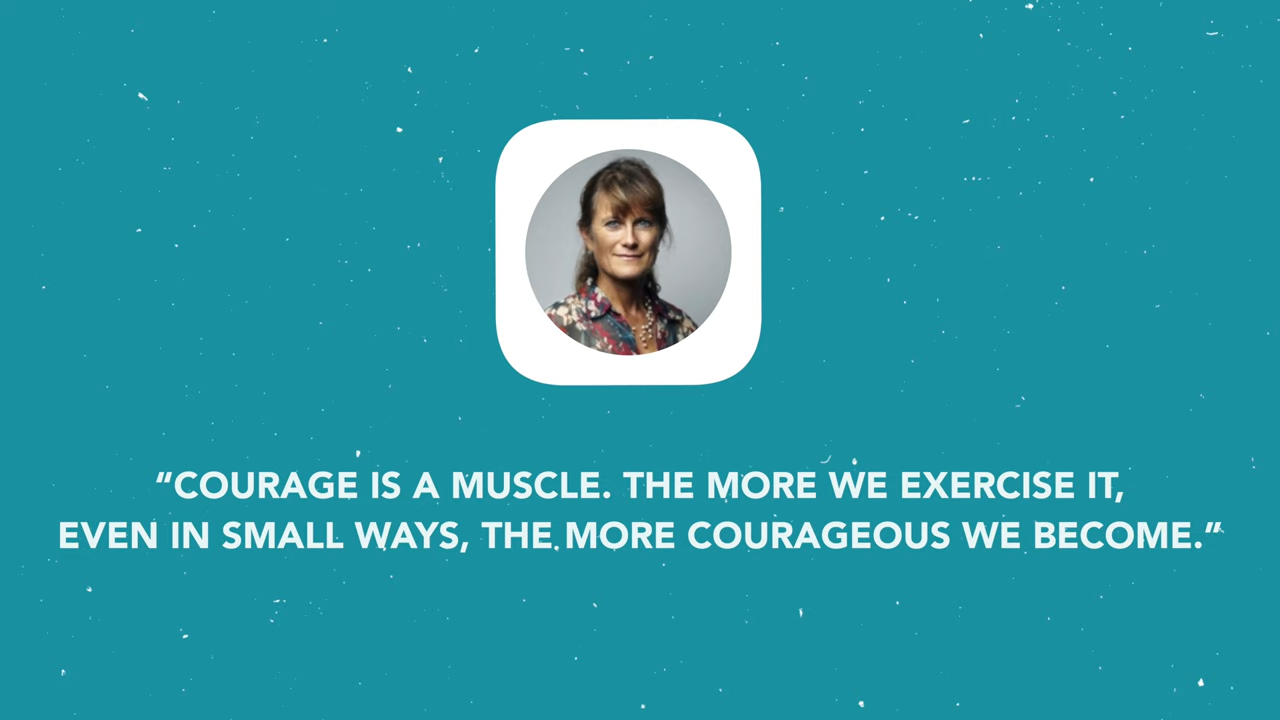 “COURAGE IS A MUSCLE. THE MORE WE EXERCISE IT,
EVEN IN SMALL WAYS, THE MORE COURAGEOUS WE BECOME.”